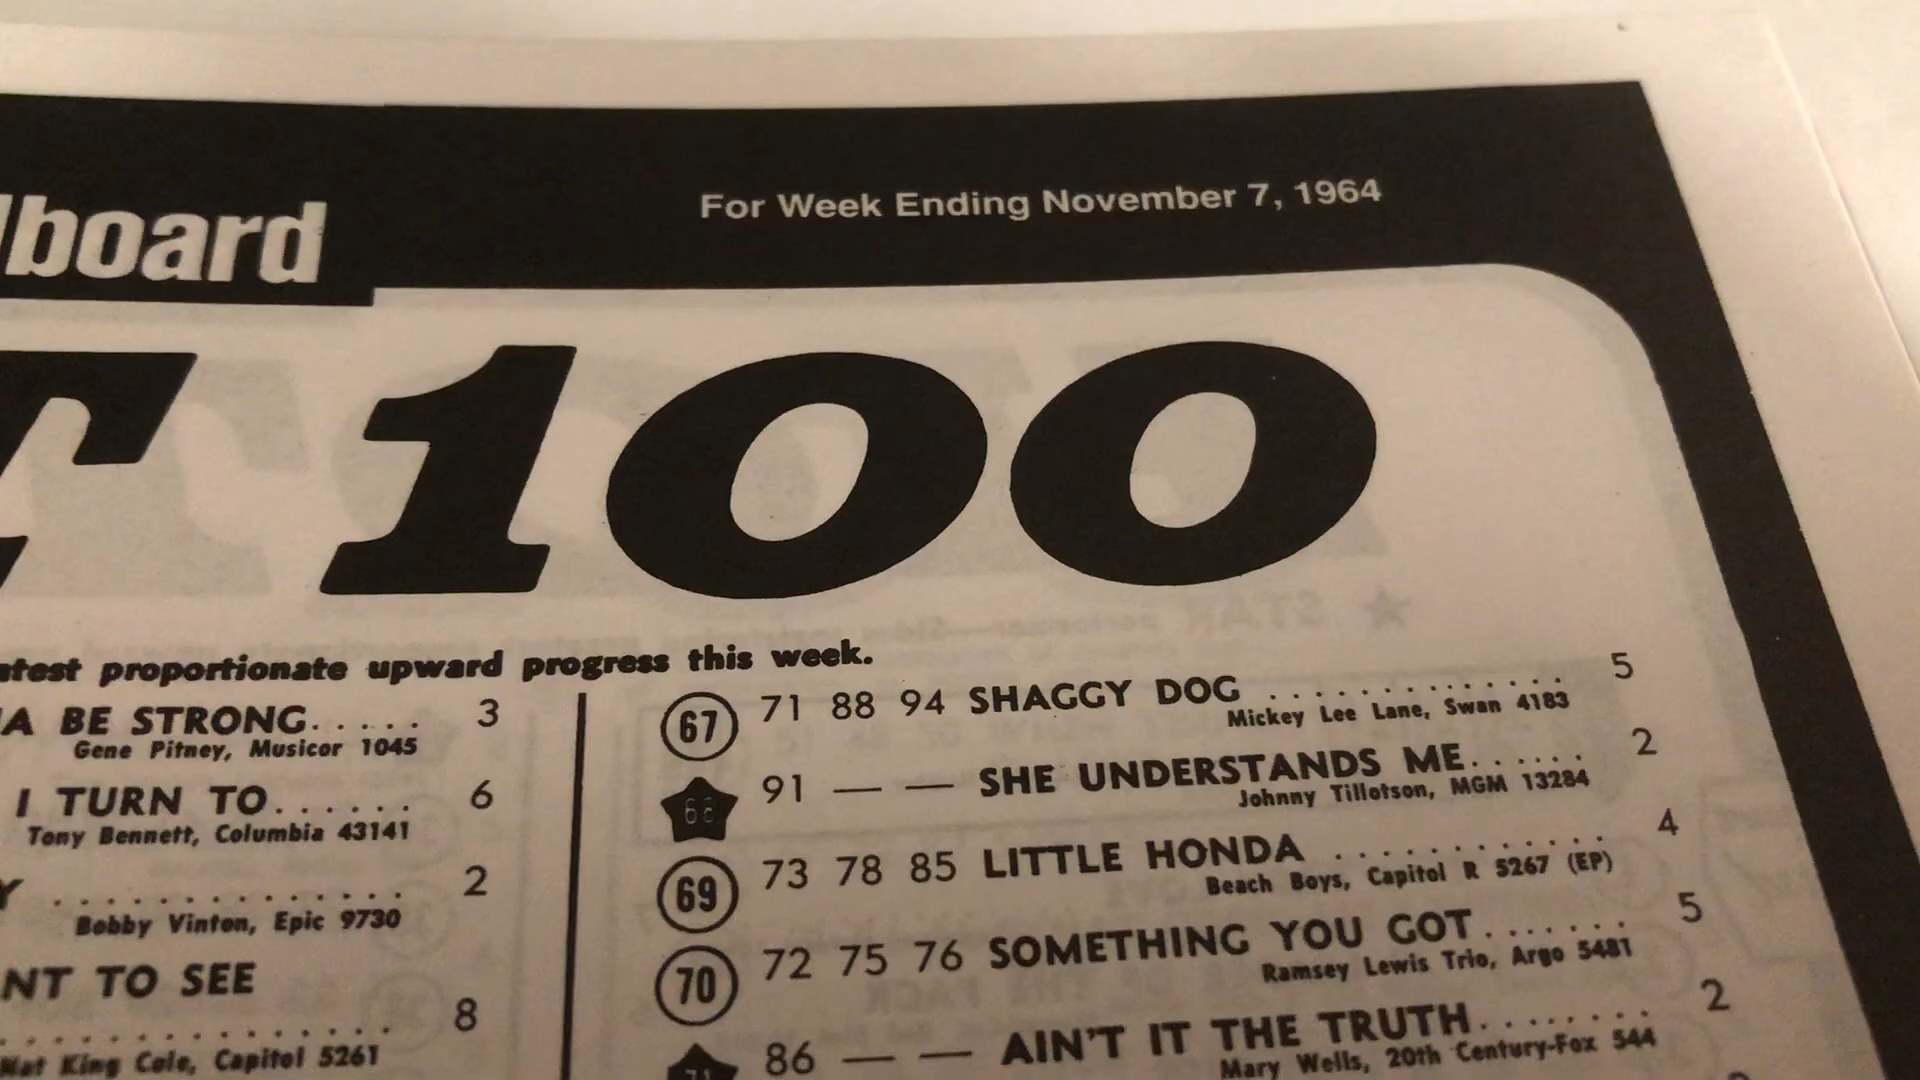 lboard
For Week Ending November 7, 1964
T 100
atest proportionate upward progress this week.
A BE STRONG..... 3
Gene Pitney, Musicor 1045
I TURN TO...... 6
Tony Bennett, Columbia 43141
Y .............. 2
Bobby Vinton, Epic 9730
NT TO SEE
.............. 8
Nat King Cole, Capitol 5261
67 71 88 94 SHAGGY DOG ............. 5
Mickey Lee Lane, Swan 4183
68 91 — — SHE UNDERSTANDS ME...... 2
Johnny Tillotson, MGM 13284
69 73 78 85 LITTLE HONDA ............ 4
Beach Boys, Capitol R 5267 (EP)
70 72 75 76 SOMETHING YOU GOT....... 5
Ramsey Lewis Trio, Argo 5481
71 86 — — AIN'T IT THE TRUTH........ 2
Mary Wells, 20th Century-Fox 544